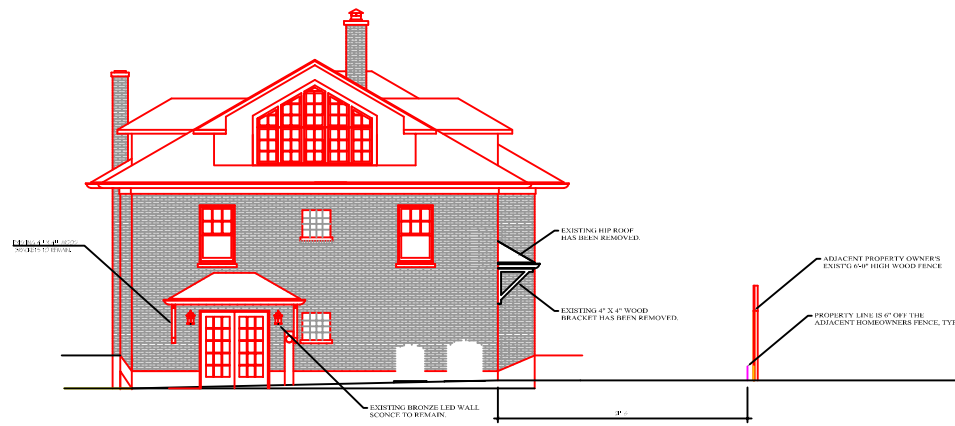 EXISTING HIP ROOF
HAS BEEN REMOVED.
ADJACENT PROPERTY OWNER'S
EXIST'G 6'-0" HIGH WOOD FENCE
EXISTING 4" X 4" WOOD
BRACKET HAS BEEN REMOVED.
PROPERTY LINE IS 6" OFF THE
ADJACENT HOMEOWNERS FENCE, TYP
EXISTING BRONZE LED WALL
SCONCE TO REMAIN.